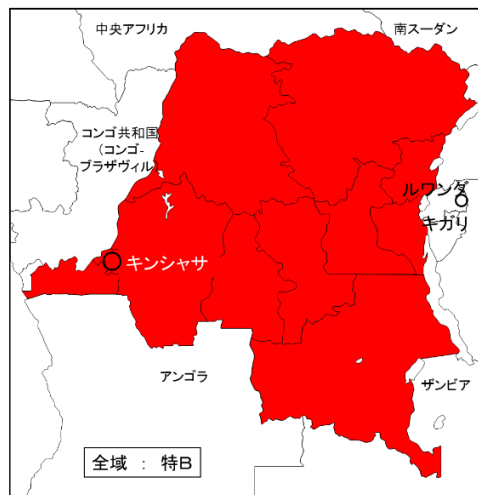 中央アフリカ
南スーダン
コンゴ共和国
(コンゴ-
ブラザヴィル
ルワンダ
キガリ
キンシャサ
アンゴラ
ザンビア
全域 : 特B